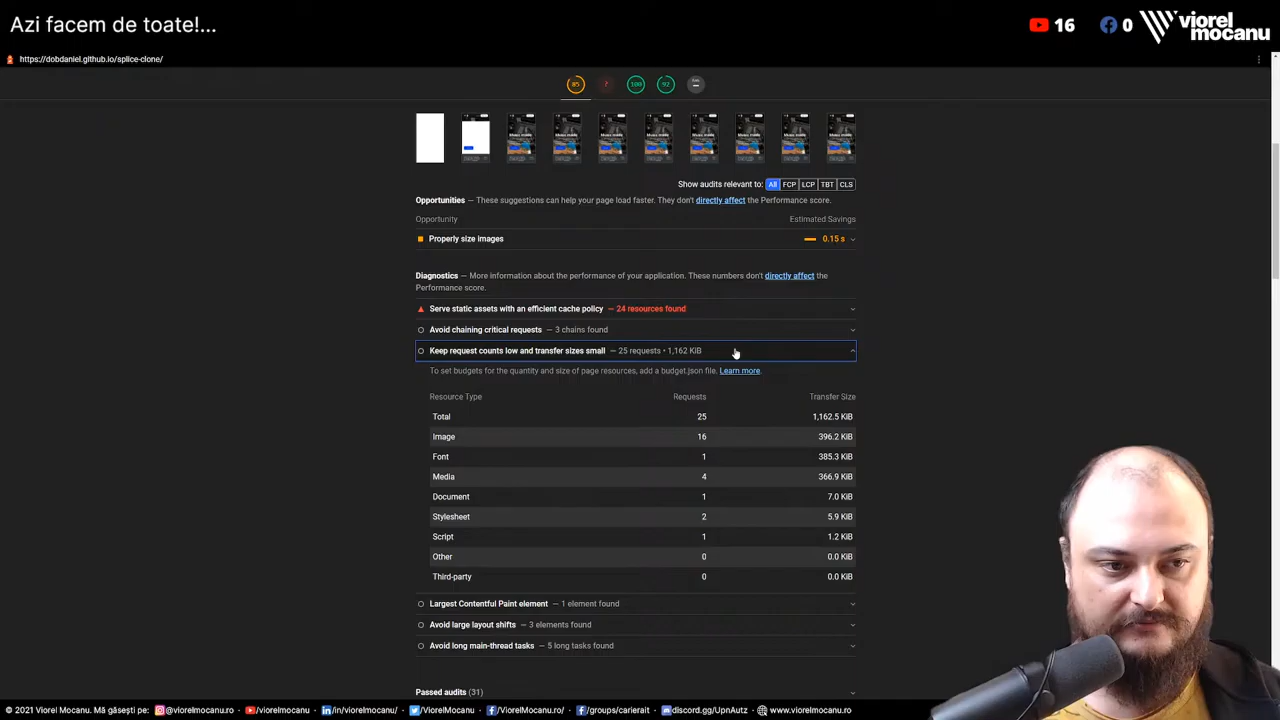 Azi facem de toate!...
16
0
viorel
mocanu
https://dobdaniel.github.io/splice-clone/
85
?
100
92
Show audits relevant to: All FCP LCP TBT CLS
Opportunities — These suggestions can help your page load faster. They don't directly affect the Performance score.
Opportunity
Estimated Savings
Properly size images
0.15 s
Diagnostics — More information about the performance of your application. These numbers don't directly affect the
Performance score.
Serve static assets with an efficient cache policy — 24 resources found
Avoid chaining critical requests — 3 chains found
Keep request counts low and transfer sizes small — 25 requests • 1,162 KiB
To set budgets for the quantity and size of page resources, add a budget.json file. Learn more.
Resource Type Requests Transfer Size
Total 25 1,162.5 KiB
Image 16 396.2 KiB
Font 1 385.3 KiB
Media 4 366.9 KiB
Document 1 7.0 KiB
Stylesheet 2 5.9 KiB
Script 1 1.2 KiB
Other 0 0.0 KiB
Third-party 0 0.0 KiB
Largest Contentful Paint element — 1 element found
Avoid large layout shifts — 3 elements found
Avoid long main-thread tasks — 5 long tasks found
Passed audits (31)
© 2021 Viorel Mocanu. Mă găsești pe: @viorelmocanu.ro /viorelmocanu /in/viorelmocanu/ /ViorelMocanu /ViorelMocanu.ro/ /groups/carierait discord.gg/UpnAutz www.viorelmocanu.ro